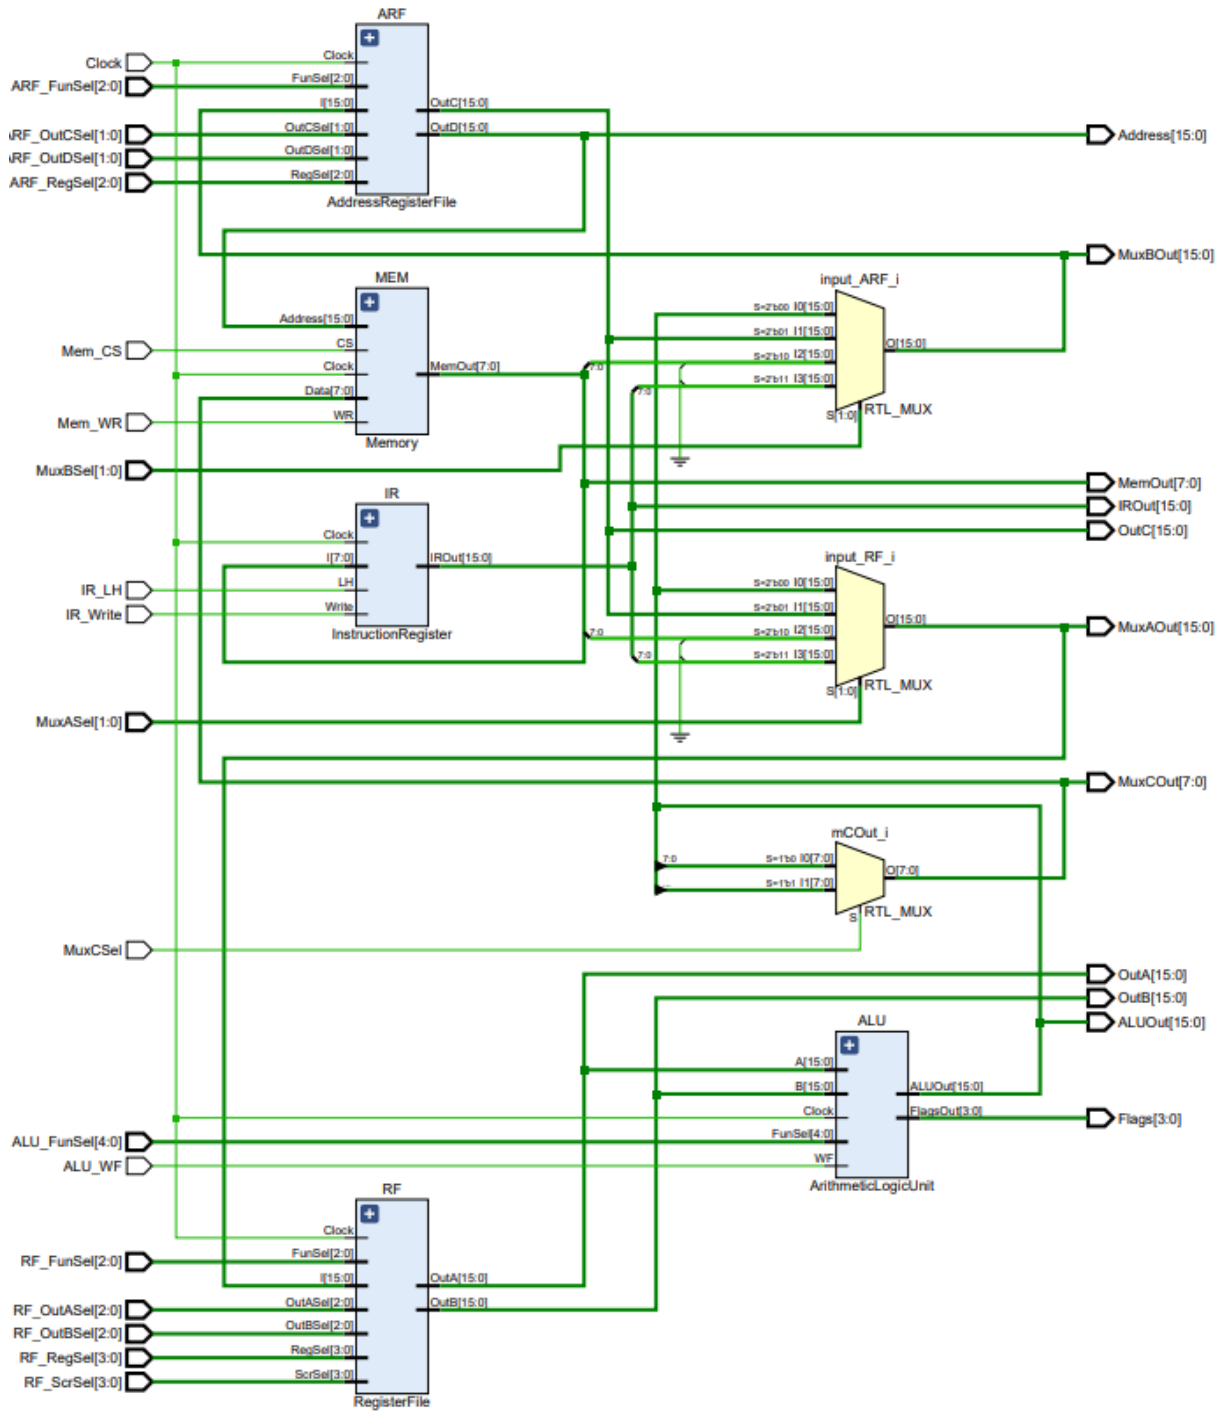 ARF
Clock
Clock
ARF_FunSel[2:0]
FunSel[2:0]
I[15:0]
OutC[15:0]
RF_OutCSel[1:0]
OutCSel[1:0]
OutD[15:0]
Address[15:0]
RF_OutDSel[1:0]
OutDSel[1:0]
ARF_RegSel[2:0]
RegSel[2:0]
AddressRegisterFile
MuxBOut[15:0]
MEM
input_ARF_i
S=2'b00 I0[15:0]
Address[15:0]
S=2'b01 I1[15:0]
Mem_CS
CS
O[15:0]
S=2'b10 I2[15:0]
Clock
MemOut[7:0]
7:0
S=2'b11 I3[15:0]
Data[7:0]
7:0
Mem_WR
WR
S[1:0]
RTL_MUX
Memory
MuxBSel[1:0]
MemOut[7:0]
IR
IROut[15:0]
Clock
OutC[15:0]
I[7:0]
IROut[15:0]
input_RF_i
IR_LH
LH
S=2'b00 I0[15:0]
IR_Write
Write
S=2'b01 I1[15:0]
O[15:0]
MuxAOut[15:0]
InstructionRegister
7:0
S=2'b10 I2[15:0]
7:0
S=2'b11 I3[15:0]
S[1:0]
RTL_MUX
MuxASel[1:0]
MuxCOut[7:0]
mCOut_i
7:0
S=1'b0 I0[7:0]
O[7:0]
S=1'b1 I1[7:0]
S
RTL_MUX
MuxCSel
OutA[15:0]
OutB[15:0]
ALU
ALUOut[15:0]
A[15:0]
B[15:0]
ALUOut[15:0]
Clock
FlagsOut[3:0]
Flags[3:0]
ALU_FunSel[4:0]
FunSel[4:0]
ALU_WF
WF
ArithmeticLogicUnit
RF
Clock
RF_FunSel[2:0]
FunSel[2:0]
I[15:0]
OutA[15:0]
RF_OutASel[2:0]
OutASel[2:0]
OutB[15:0]
RF_OutBSel[2:0]
OutBSel[2:0]
RF_RegSel[3:0]
RegSel[3:0]
RF_ScrSel[3:0]
ScrSel[3:0]
RegisterFile